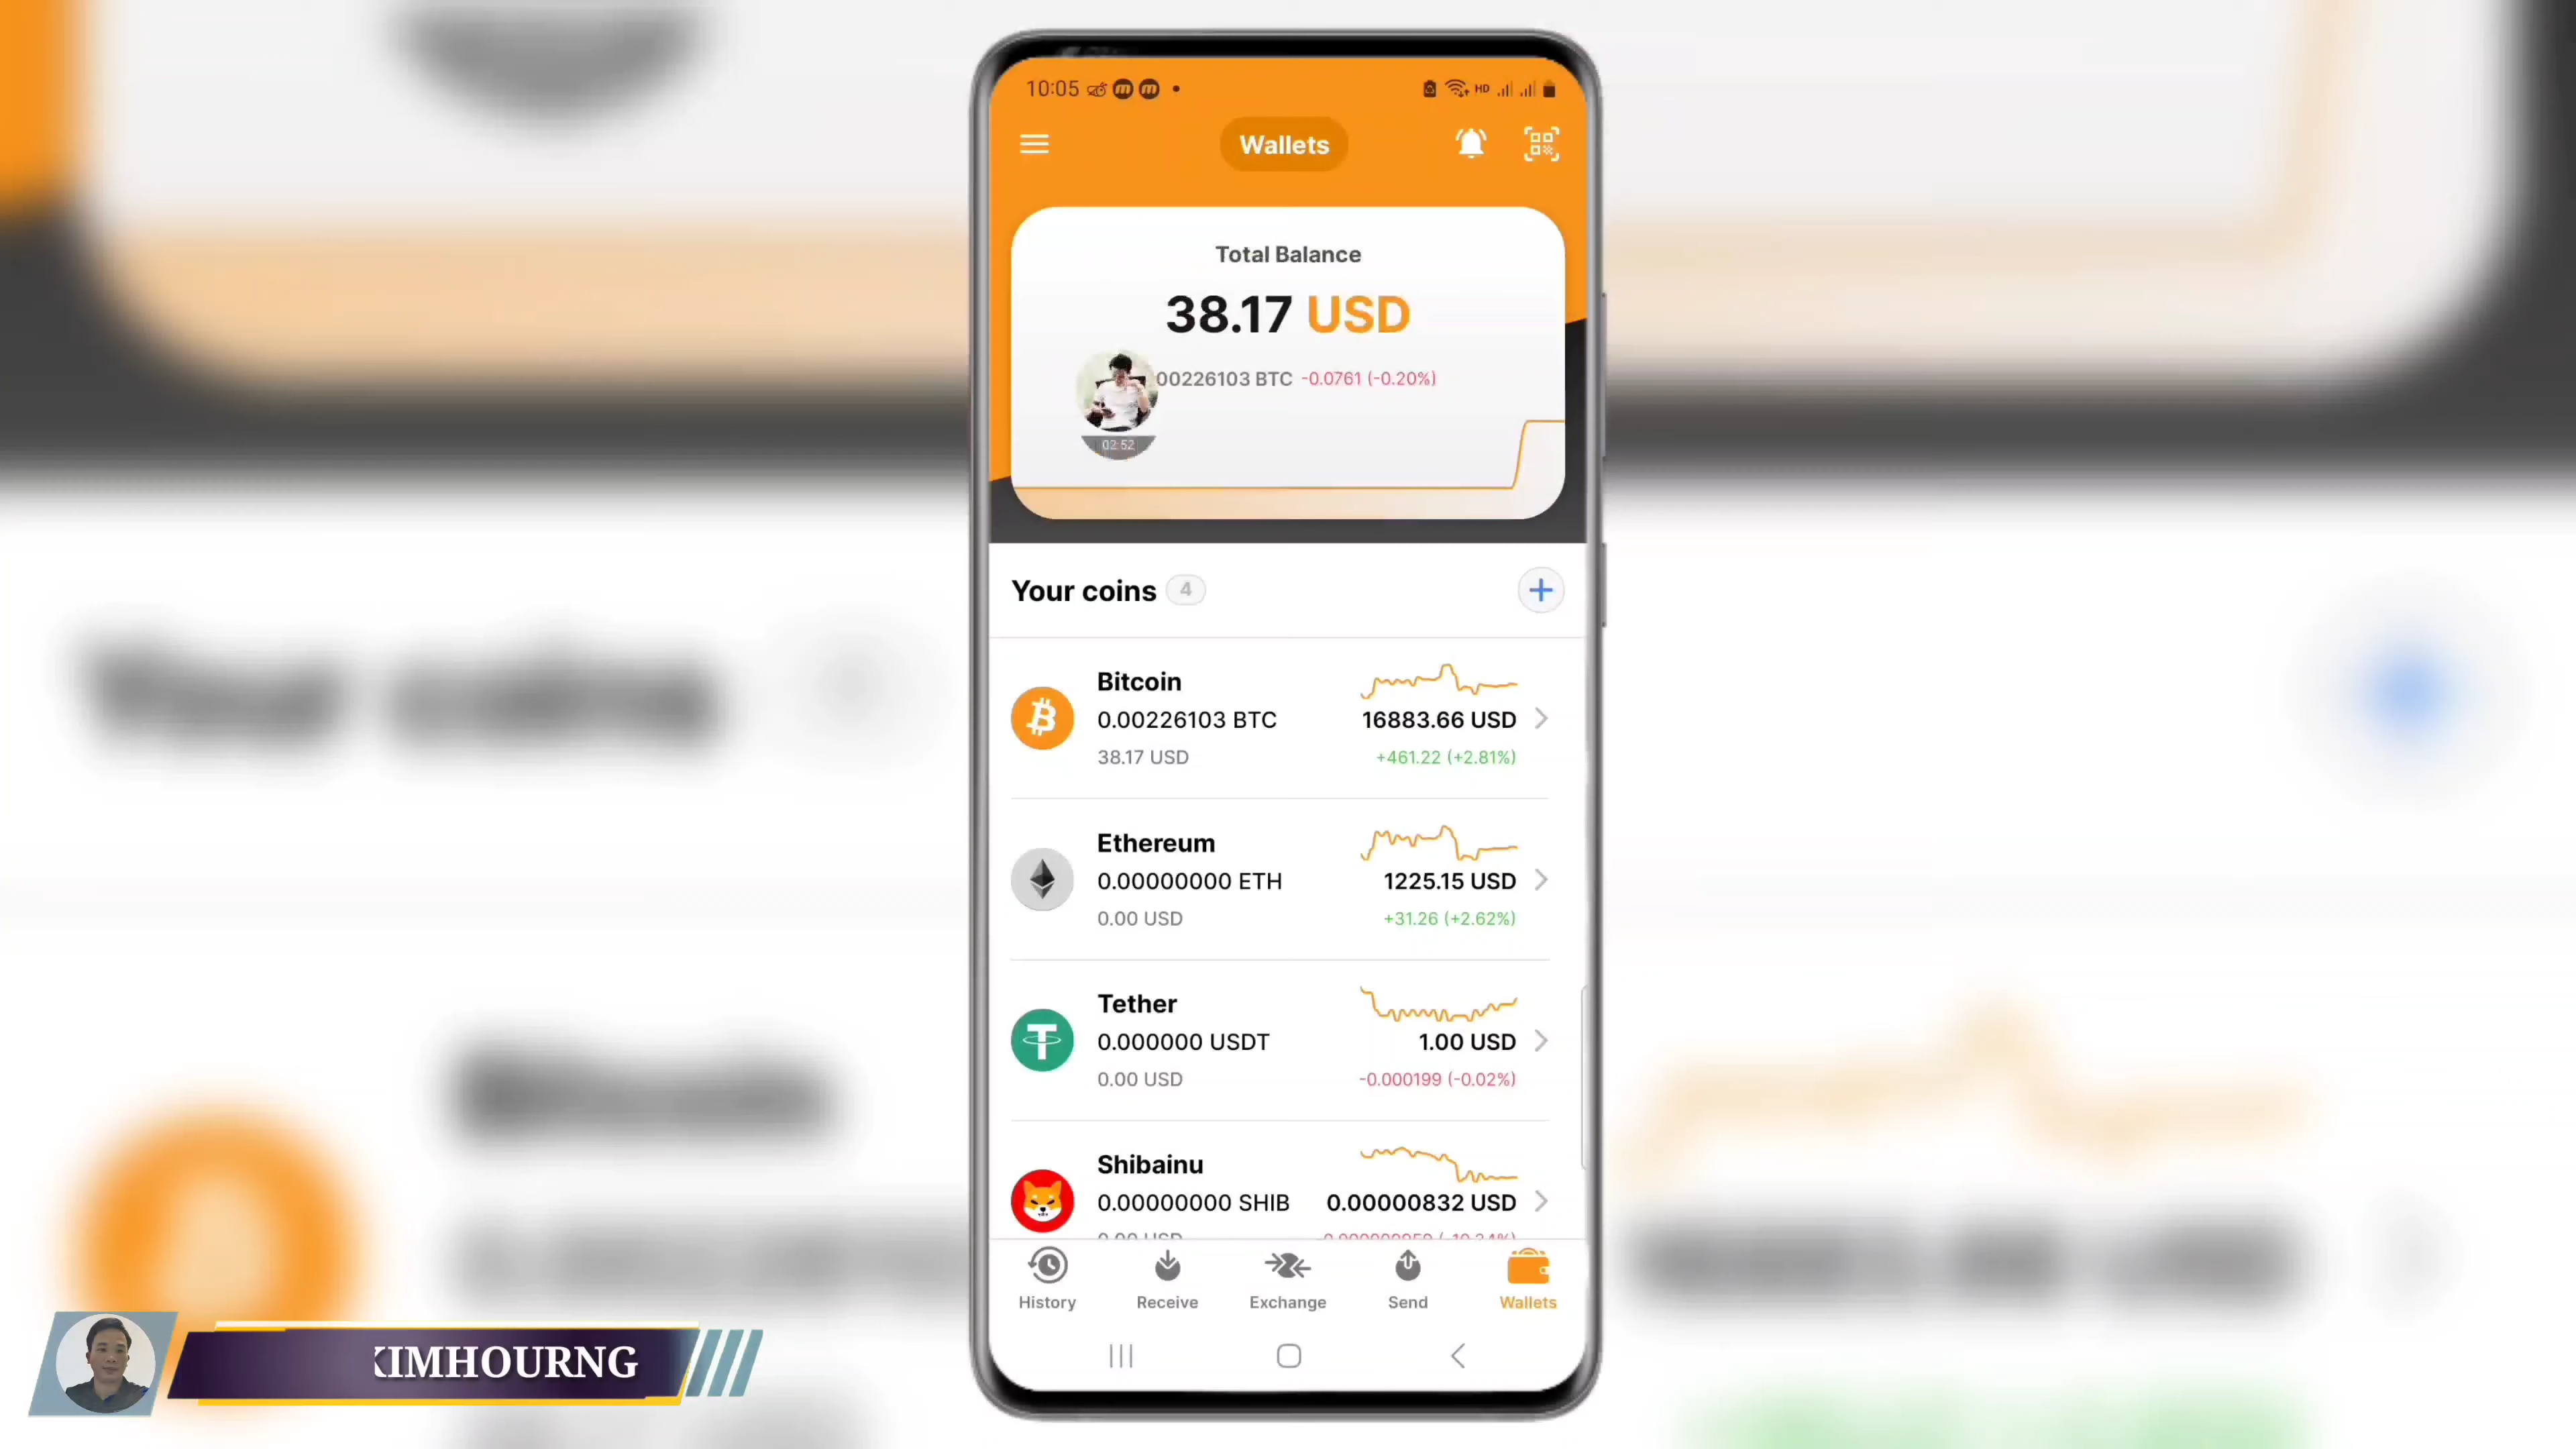 10:05
HD
Wallets
Total Balance
38.17 USD
00226103 BTC -0.0761 (-0.20%)
02:52
Your coins 4
Bitcoin
0.00226103 BTC 16883.66 USD
38.17 USD +461.22 (+2.81%)
Ethereum
0.00000000 ETH 1225.15 USD
0.00 USD +31.26 (+2.62%)
Tether
0.000000 USDT 1.00 USD
0.00 USD -0.000199 (-0.02%)
Shibainu
0.00000000 SHIB 0.00000832 USD
History Receive Exchange Send Wallets
KIMHOURNG